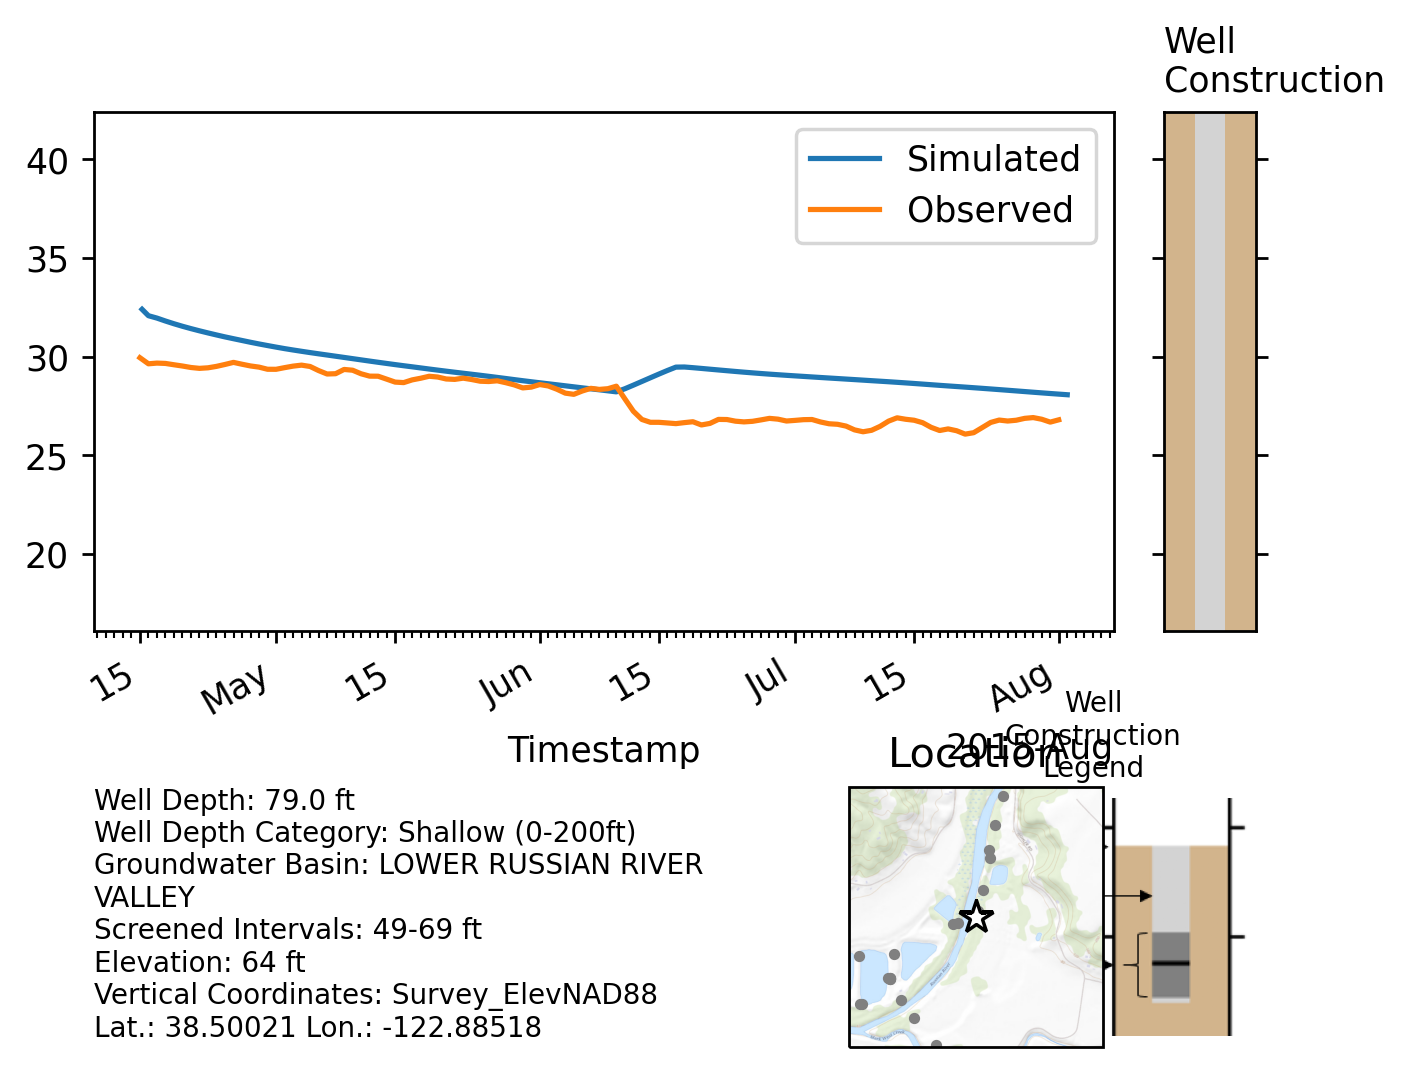 Well
Construction
40
35
30
25
20
Simulated
Observed
15
May
15
Jun
15
Jul
15
Aug
Timestamp
2015-Aug
Location
Well
Construction
Legend
Well Depth: 79.0 ft
Well Depth Category: Shallow (0-200ft)
Groundwater Basin: LOWER RUSSIAN RIVER
VALLEY
Screened Intervals: 49-69 ft
Elevation: 64 ft
Vertical Coordinates: Survey_ElevNAD88
Lat.: 38.50021 Lon.: -122.88518